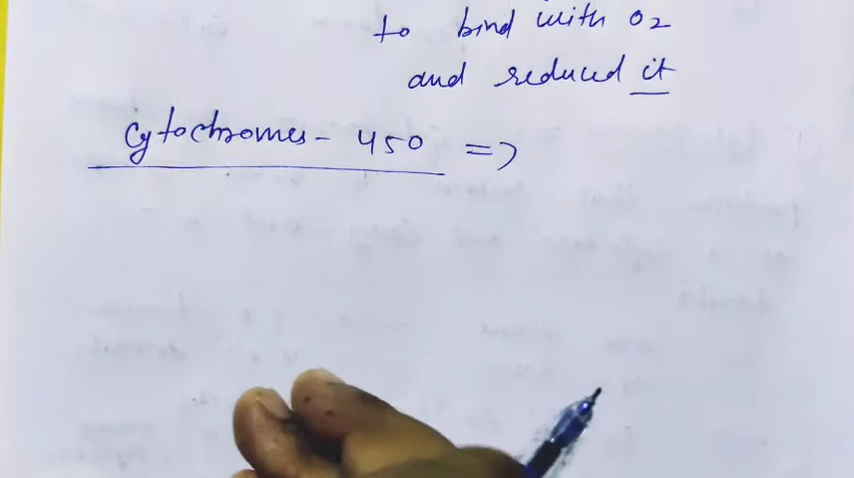 to bind with O2
and reduced it
Cytochromes - 450 =>